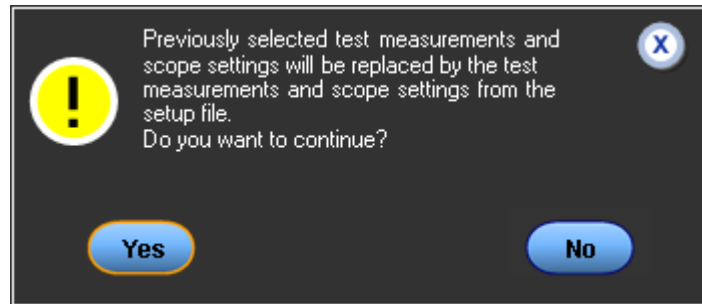 Previously selected test measurements and
scope settings will be replaced by the test
measurements and scope settings from the
setup file.
Do you want to continue?
X
!
Yes
No